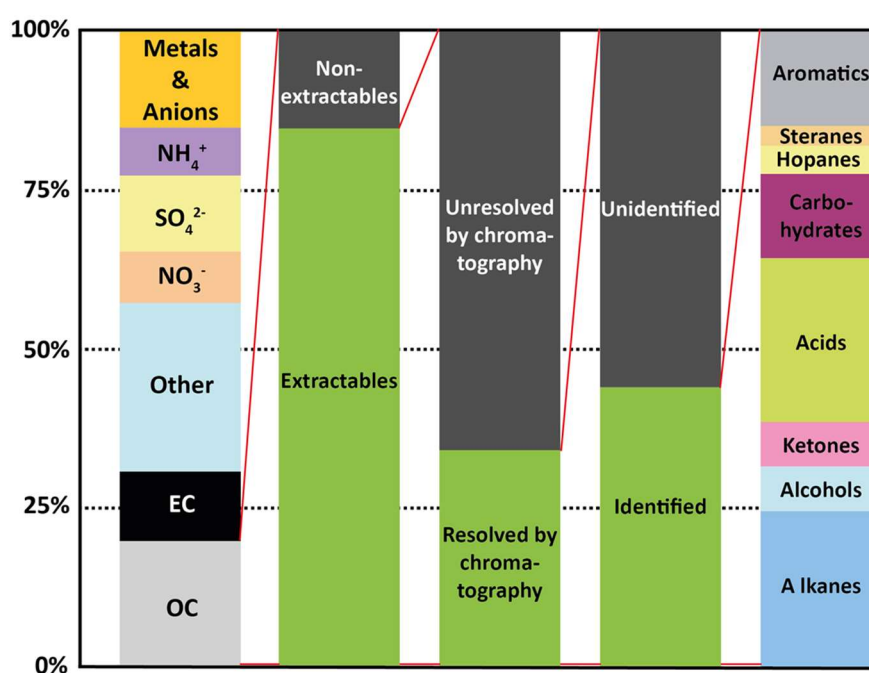 100%
75%
50%
25%
0%
Metals
&
Anions
NH₄⁺
SO₄²⁻
NO₃⁻
Other
EC
OC
Non-
extractables
Extractables
Unresolved
by chroma-
tography
Resolved by
chroma-
tography
Unidentified
Identified
Aromatics
Steranes
Hopanes
Carbo-
hydrates
Acids
Ketones
Alcohols
A lkanes